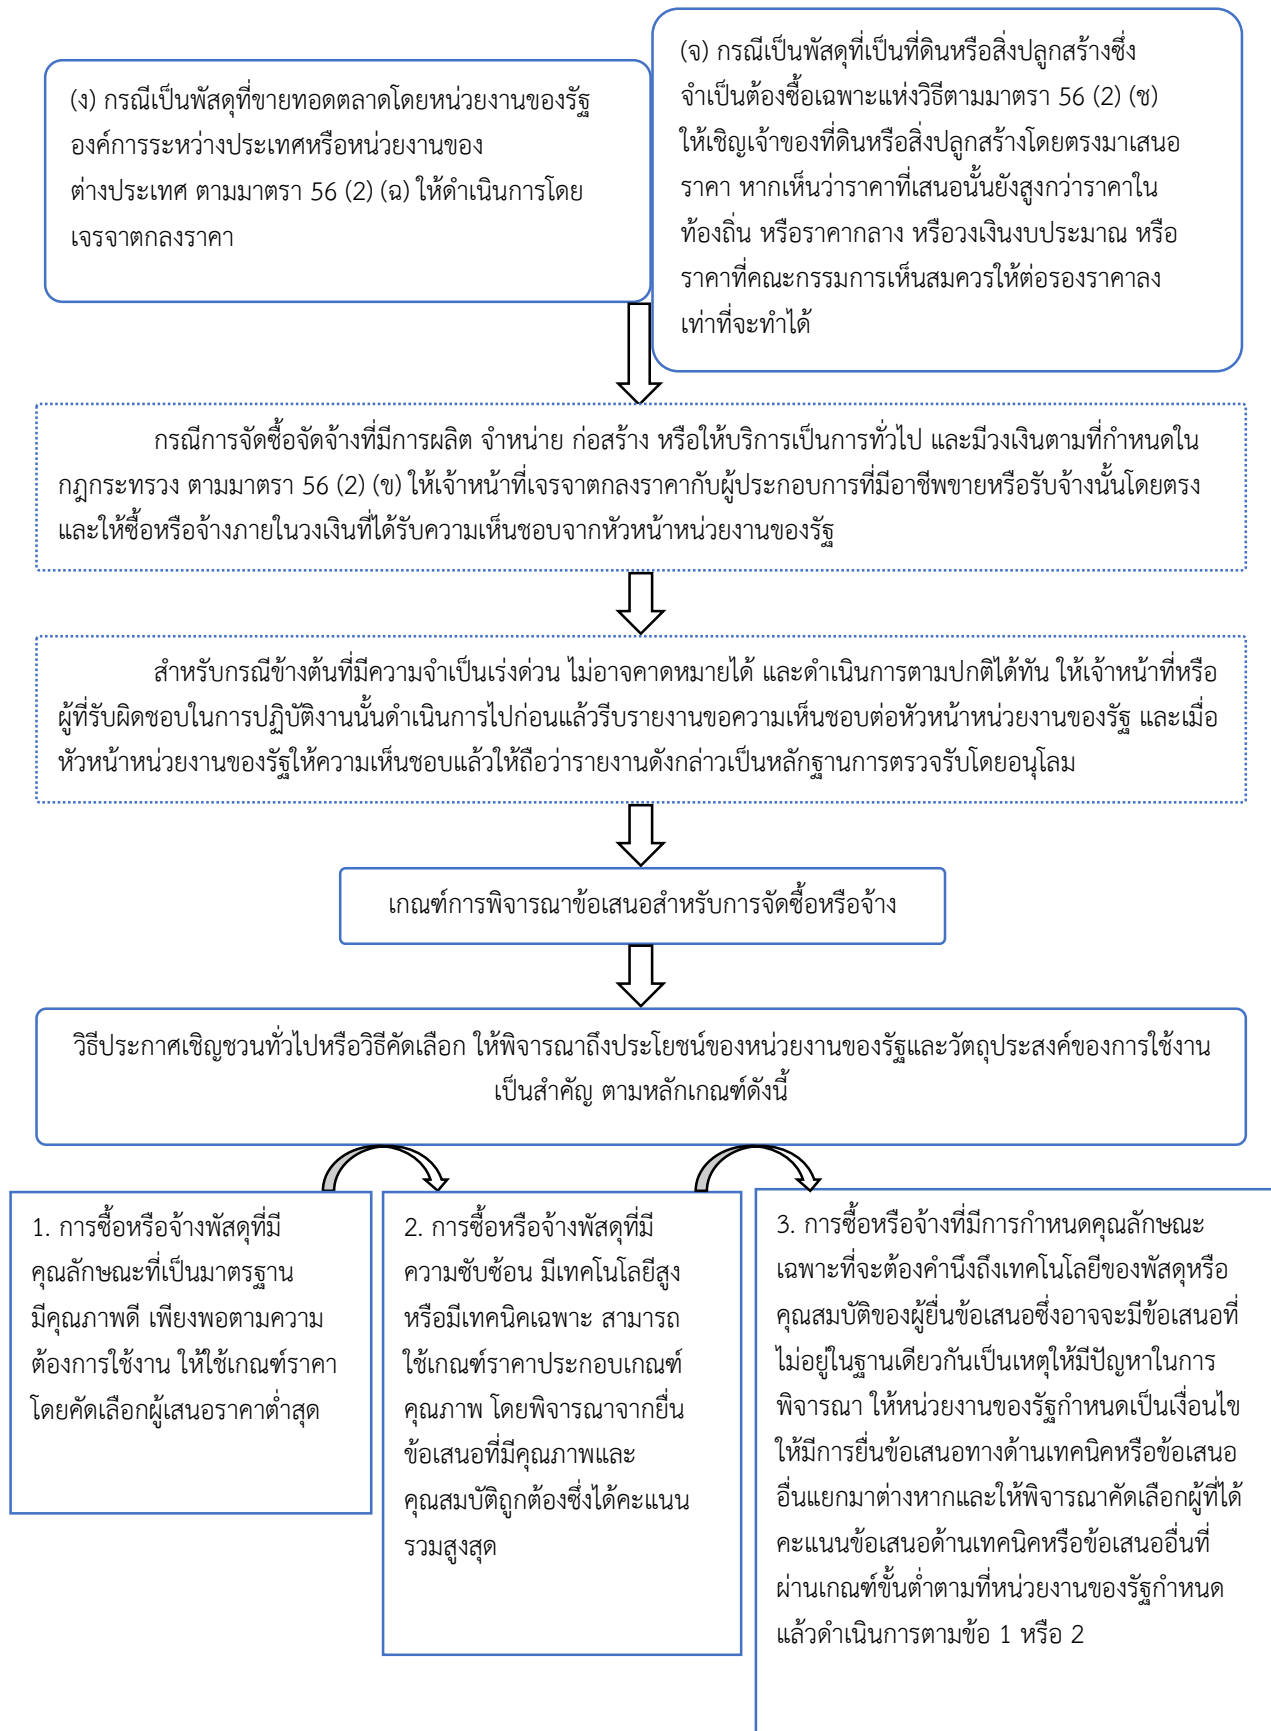 (ง) กรณีเป็นพัสดุที่ขายทอดตลาดโดยหน่วยงานของรัฐ
องค์การระหว่างประเทศหรือหน่วยงานของ
ต่างประเทศ ตามมาตรา 56 (2) (ฉ) ให้ดำเนินการโดย
เจรจาตกลงราคา
(จ) กรณีเป็นพัสดุที่เป็นที่ดินหรือสิ่งปลูกสร้างซึ่ง
จำเป็นต้องซื้อเฉพาะแห่งวิธีตามมาตรา 56 (2) (ช)
ให้เชิญเจ้าของที่ดินหรือสิ่งปลูกสร้างโดยตรงมาเสนอ
ราคา หากเห็นว่าราคาที่เสนอนั้นยังสูงกว่าราคาใน
ท้องถิ่น หรือราคากลาง หรือวงเงินงบประมาณ หรือ
ราคาที่คณะกรรมการเห็นสมควรให้ต่อรองราคาลง
เท่าที่จะทำได้
กรณีการจัดซื้อจัดจ้างที่มีการผลิต จำหน่าย ก่อสร้าง หรือให้บริการเป็นการทั่วไป และมีวงเงินตามที่กำหนดใน
กฎกระทรวง ตามมาตรา 56 (2) (ข) ให้เจ้าหน้าที่เจรจาตกลงราคากับผู้ประกอบการที่มีอาชีพขายหรือรับจ้างนั้นโดยตรง
และให้ซื้อหรือจ้างภายในวงเงินที่ได้รับความเห็นชอบจากหัวหน้าหน่วยงานของรัฐ
สำหรับกรณีข้างต้นที่มีความจำเป็นเร่งด่วน ไม่อาจคาดหมายได้ และดำเนินการตามปกติได้ทัน ให้เจ้าหน้าที่หรือ
ผู้ที่รับผิดชอบในการปฏิบัติงานนั้นดำเนินการไปก่อนแล้วรีบรายงานขอความเห็นชอบต่อหัวหน้าหน่วยงานของรัฐ และเมื่อ
หัวหน้าหน่วยงานของรัฐให้ความเห็นชอบแล้วให้ถือว่ารายงานดังกล่าวเป็นหลักฐานการตรวจรับโดยอนุโลม
เกณฑ์การพิจารณาข้อเสนอสำหรับการจัดซื้อหรือจ้าง
วิธีประกาศเชิญชวนทั่วไปหรือวิธีคัดเลือก ให้พิจารณาถึงประโยชน์ของหน่วยงานของรัฐและวัตถุประสงค์ของการใช้งาน
เป็นสำคัญ ตามหลักเกณฑ์ดังนี้
1. การซื้อหรือจ้างพัสดุที่มี
คุณลักษณะที่เป็นมาตรฐาน
มีคุณภาพดี เพียงพอตามความ
ต้องการใช้งาน ให้ใช้เกณฑ์ราคา
โดยคัดเลือกผู้เสนอราคาต่ำสุด
2. การซื้อหรือจ้างพัสดุที่มี
ความซับซ้อน มีเทคโนโลยีสูง
หรือมีเทคนิคเฉพาะ สามารถ
ใช้เกณฑ์ราคาประกอบเกณฑ์
คุณภาพ โดยพิจารณาจากยื่น
ข้อเสนอที่มีคุณภาพและ
คุณสมบัติถูกต้องซึ่งได้คะแนน
รวมสูงสุด
3. การซื้อหรือจ้างที่มีการกำหนดคุณลักษณะ
เฉพาะที่จะต้องคำนึงถึงเทคโนโลยีของพัสดุหรือ
คุณสมบัติของผู้ยื่นข้อเสนอซึ่งอาจจะมีข้อเสนอที่
ไม่อยู่ในฐานเดียวกันเป็นเหตุให้มีปัญหาในการ
พิจารณา ให้หน่วยงานของรัฐกำหนดเป็นเงื่อนไข
ให้มีการยื่นข้อเสนอทางด้านเทคนิคหรือข้อเสนอ
อื่นแยกมาต่างหากและให้พิจารณาคัดเลือกผู้ที่ได้
คะแนนข้อเสนอด้านเทคนิคหรือข้อเสนออื่นที่
ผ่านเกณฑ์ขั้นต่ำตามที่หน่วยงานของรัฐกำหนด
แล้วดำเนินการตามข้อ 1 หรือ 2